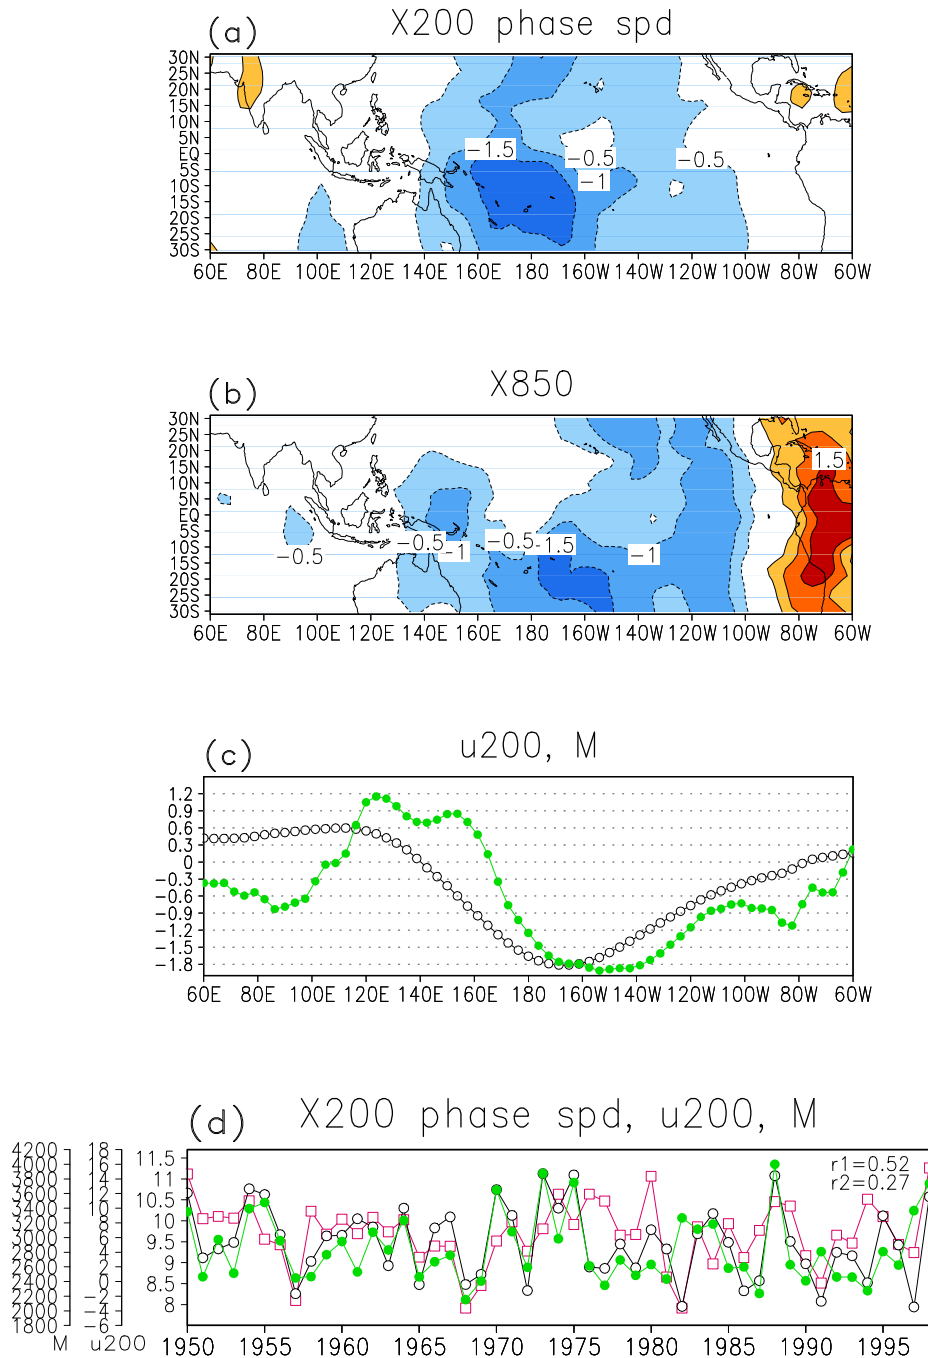 (a) X200 phase spd
30N
25N
20N
15N
10N
5N
EQ
5S
10S
15S
20S
25S
30S
−1.5
−0.5
−0.5
−1
60E 80E 100E 120E 140E 160E 180 160W 140W 120W 100W 80W 60W
(b) X850
30N
25N
20N
15N
10N
5N
EQ
5S
10S
15S
20S
25S
30S
1.5
−0.5
−0.5
−1
−0.5
−1.5
−1
60E 80E 100E 120E 140E 160E 180 160W 140W 120W 100W 80W 60W
(c) u200, M
1.2
0.9
0.6
0.3
0
−0.3
−0.6
−0.9
−1.2
−1.5
−1.8
60E 80E 100E 120E 140E 160E 180 160W 140W 120W 100W 80W 60W
(d) X200 phase spd, u200, M
4200
4000
3800
3600
3400
3200
3000
2800
2600
2400
2200
2000
1800
M
18
16
14
12
10
8
6
4
2
0
−2
−4
−6
u200
11.5
11
10.5
10
9.5
9
8.5
8
r1=0.52
r2=0.27
1950 1955 1960 1965 1970 1975 1980 1985 1990 1995